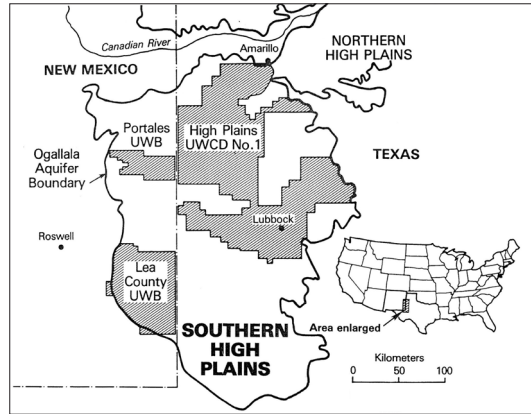 Canadian River
Amarillo
NORTHERN
HIGH PLAINS
NEW MEXICO
Portales
UWB
High Plains
UWCD No.1
TEXAS
Ogallala
Aquifer
Boundary
Roswell
Lubbock
Lea
County
UWB
SOUTHERN
HIGH
PLAINS
Area enlarged
Kilometers
0 50 100